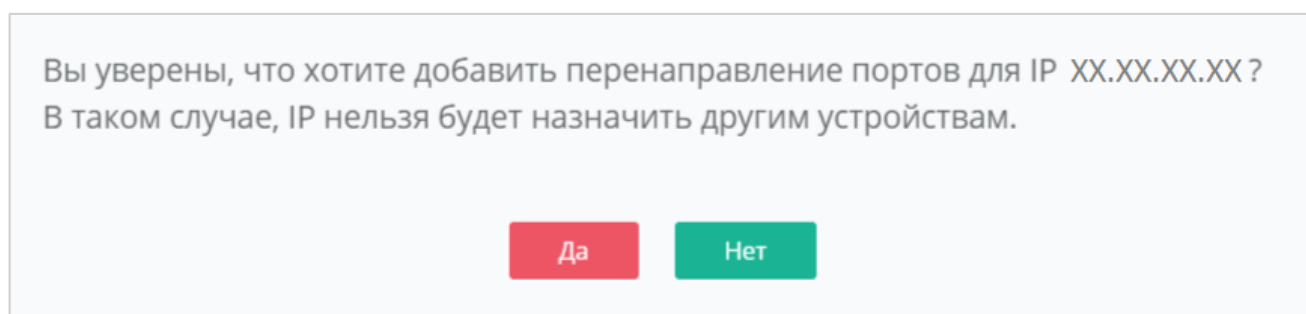 Вы уверены, что хотите добавить перенаправление портов для IP XX.XX.XX.XX ?
В таком случае, IP нельзя будет назначить другим устройствам.
Да Нет